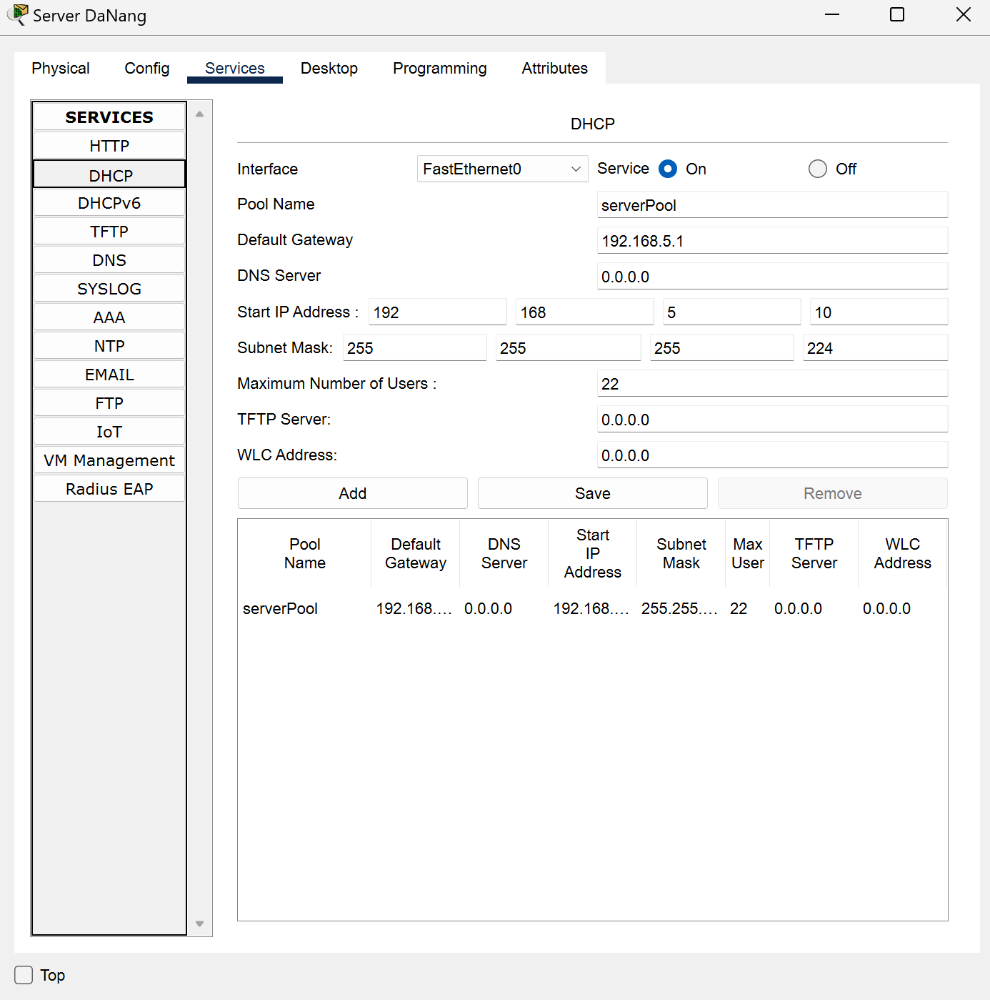 Server DaNang
Physical Config Services Desktop Programming Attributes
SERVICES
HTTP
DHCP
DHCPv6
TFTP
DNS
SYSLOG
AAA
NTP
EMAIL
FTP
IoT
VM Management
Radius EAP
DHCP
Interface FastEthernet0 Service On Off
Pool Name serverPool
Default Gateway 192.168.5.1
DNS Server 0.0.0.0
Start IP Address : 192 168 5 10
Subnet Mask: 255 255 255 224
Maximum Number of Users : 22
TFTP Server: 0.0.0.0
WLC Address: 0.0.0.0
Add Save Remove
Pool Name Default Gateway DNS Server Start IP Address Subnet Mask Max User TFTP Server WLC Address
serverPool 192.168.... 0.0.0.0 192.168.... 255.255.... 22 0.0.0.0 0.0.0.0
Top